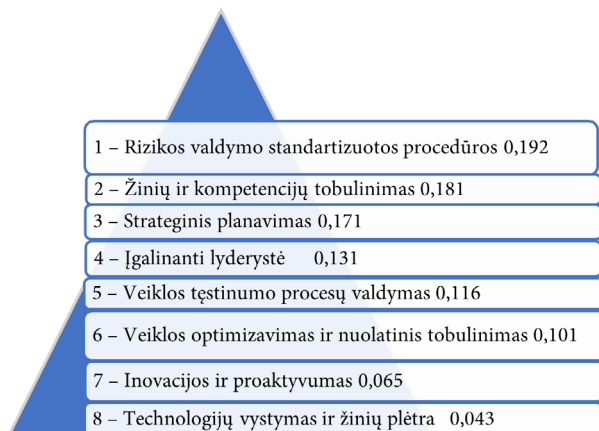 1 – Rizikos valdymo standartizuotos procedūros 0,192
2 – Žinių ir kompetencijų tobulinimas 0,181
3 – Strateginis planavimas 0,171
4 – Įgalinanti lyderystė 0,131
5 – Veiklos tęstinumo procesų valdymas 0,116
6 – Veiklos optimizavimas ir nuolatinis tobulinimas 0,101
7 – Inovacijos ir proaktyvumas 0,065
8 – Technologijų vystymas ir žinių plėtra 0,043